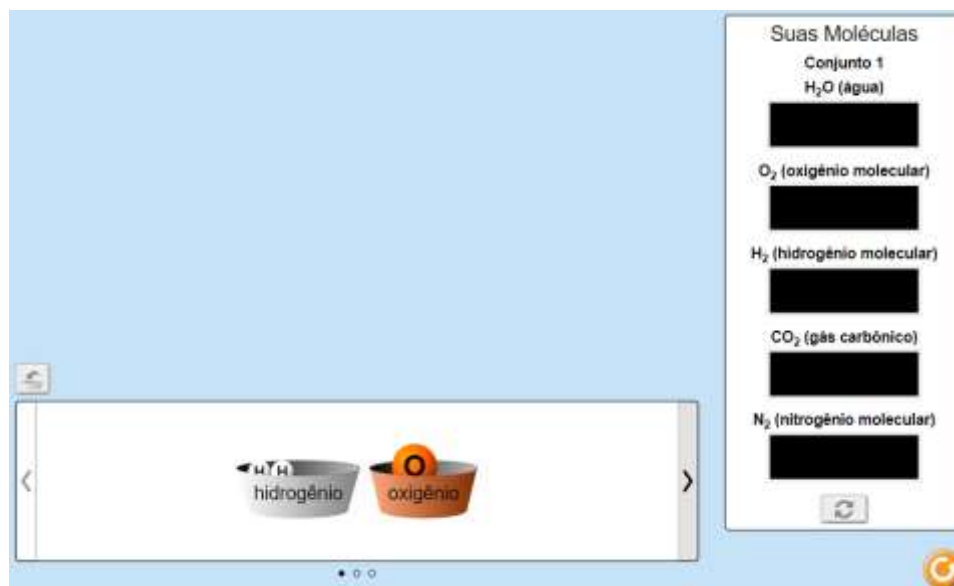 Suas Moléculas
Conjunto 1
H₂O (água)
O₂ (oxigênio molecular)
H₂ (hidrogênio molecular)
CO₂ (gás carbônico)
N₂ (nitrogênio molecular)
H H
O
hidrogênio
oxigênio